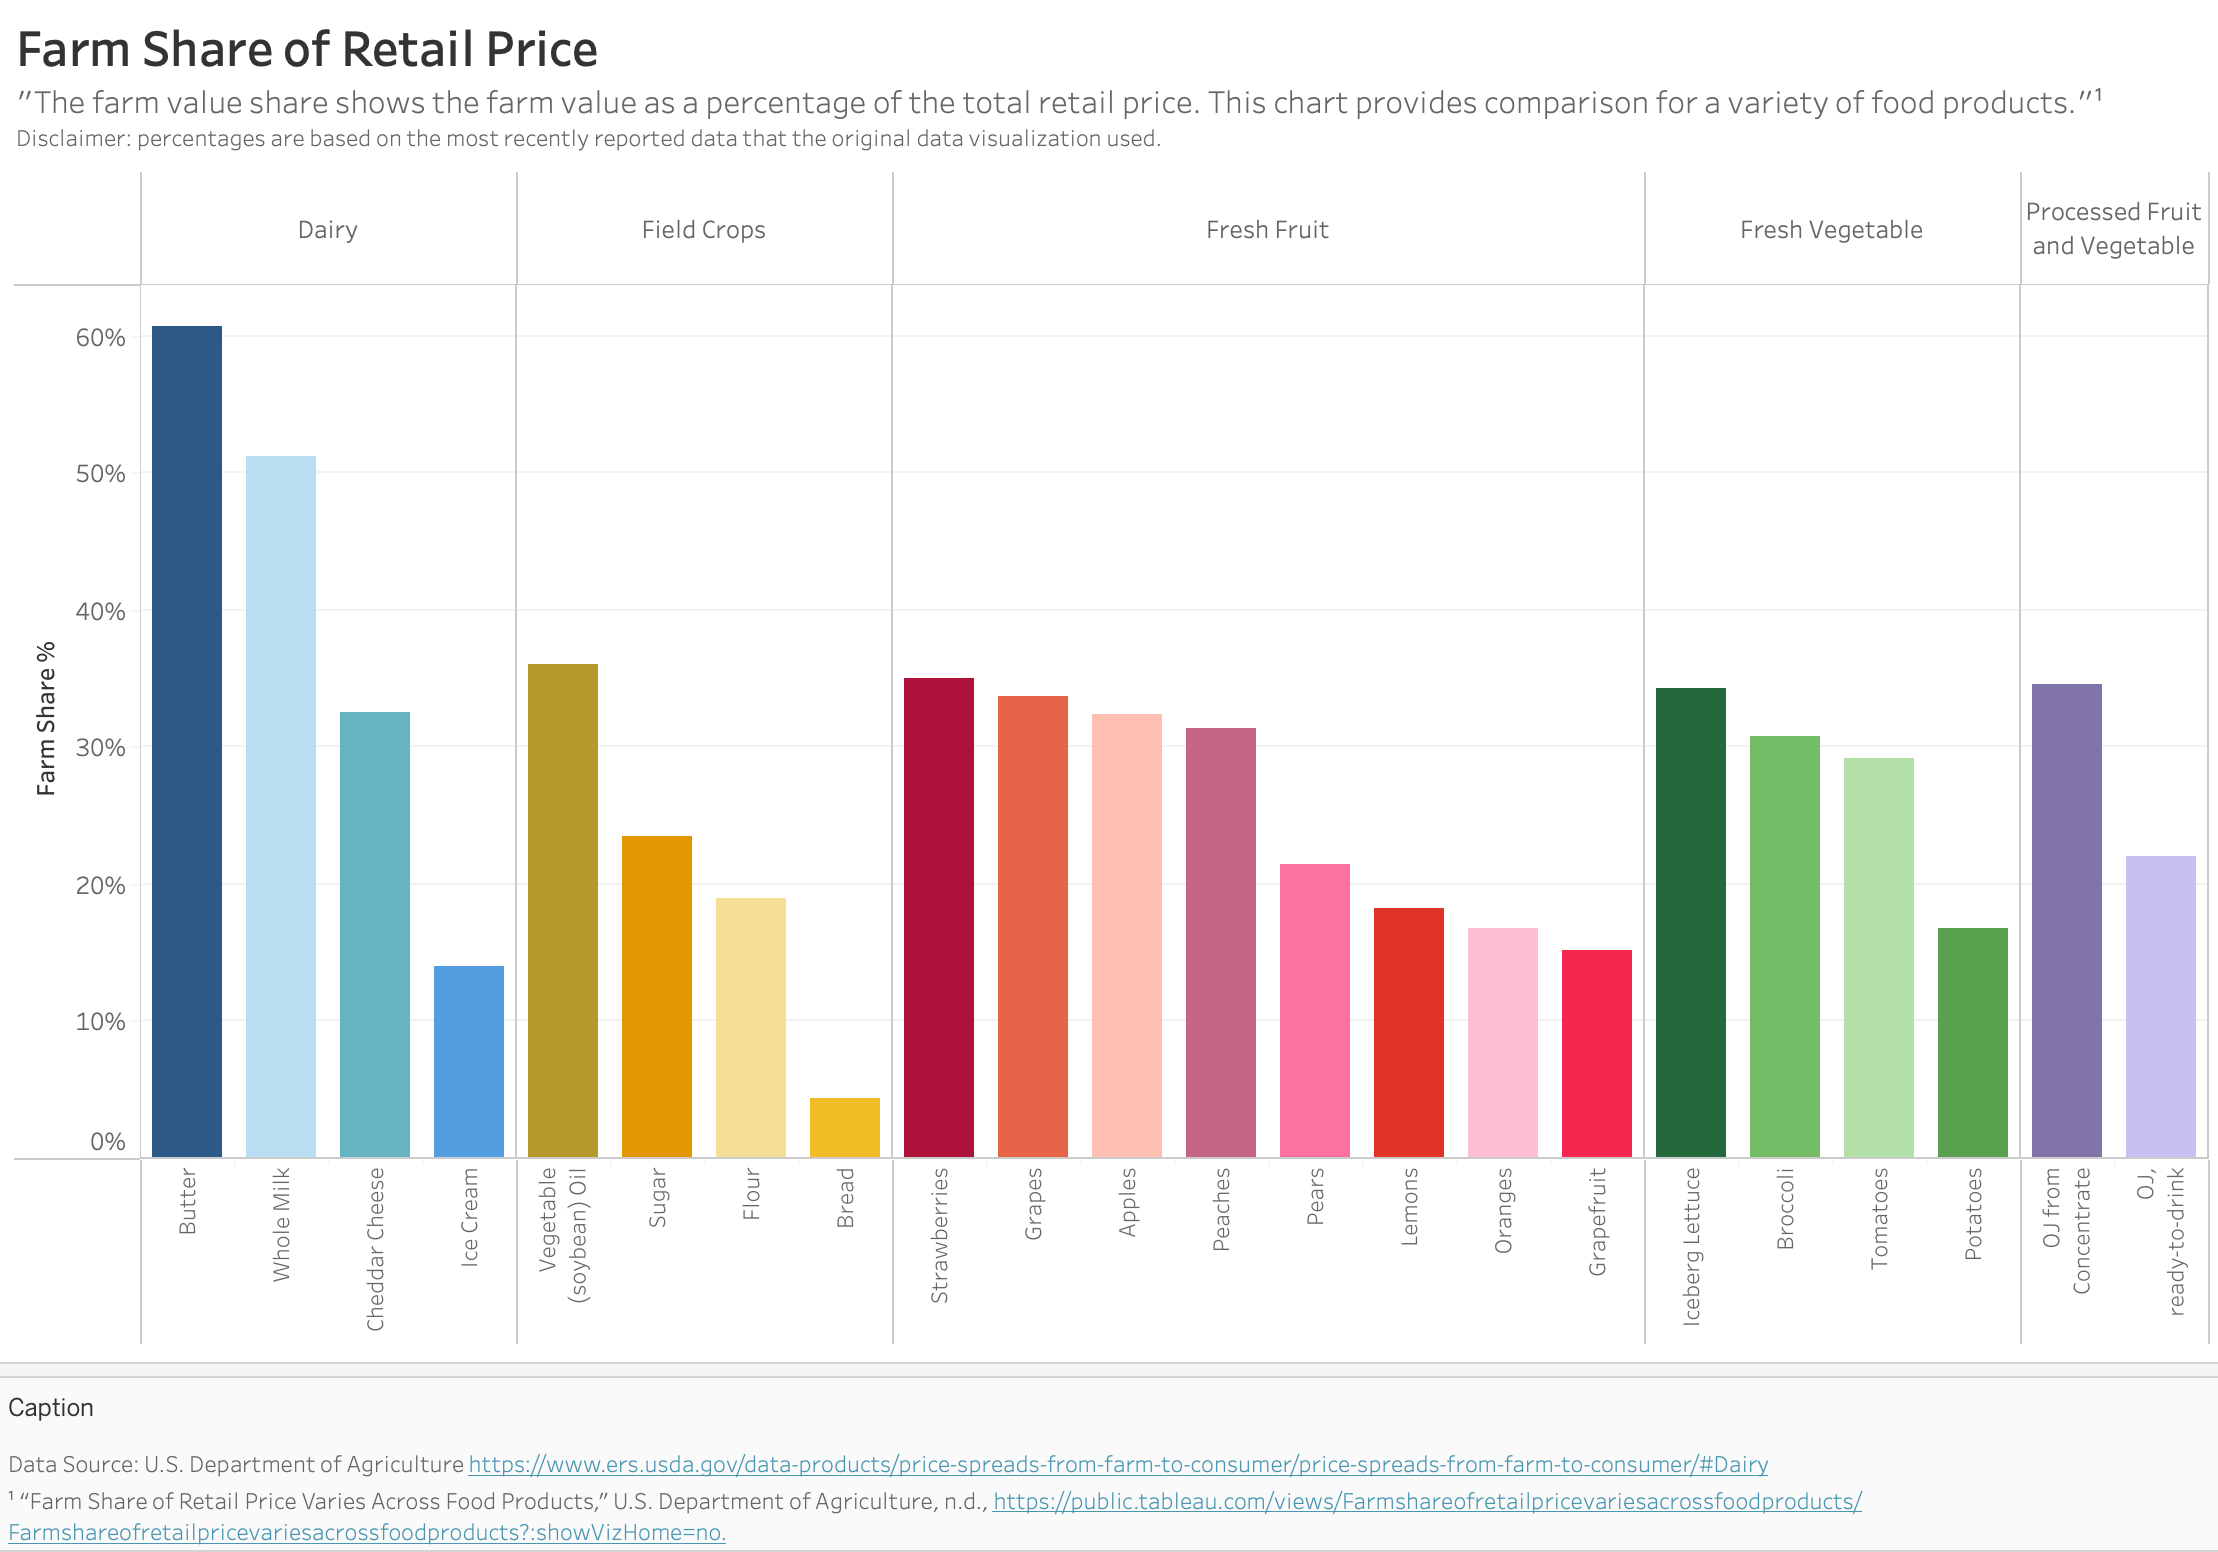 Farm Share of Retail Price
"The farm value share shows the farm value as a percentage of the total retail price. This chart provides comparison for a variety of food products."¹
Disclaimer: percentages are based on the most recently reported data that the original data visualization used.
Dairy
Field Crops
Fresh Fruit
Fresh Vegetable
Processed Fruit
and Vegetable
Farm Share %
60%
50%
40%
30%
20%
10%
0%
Butter
Whole Milk
Cheddar Cheese
Ice Cream
Vegetable
(soybean) Oil
Sugar
Flour
Bread
Strawberries
Grapes
Apples
Peaches
Pears
Lemons
Oranges
Grapefruit
Iceberg Lettuce
Broccoli
Tomatoes
Potatoes
OJ from
Concentrate
OJ,
ready-to-drink
Caption
Data Source: U.S. Department of Agriculture https://www.ers.usda.gov/data-products/price-spreads-from-farm-to-consumer/price-spreads-from-farm-to-consumer/#Dairy
¹ “Farm Share of Retail Price Varies Across Food Products,” U.S. Department of Agriculture, n.d., https://public.tableau.com/views/Farmshareofretailpricevariesacrossfoodproducts/
Farmshareofretailpricevariesacrossfoodproducts?:showVizHome=no.